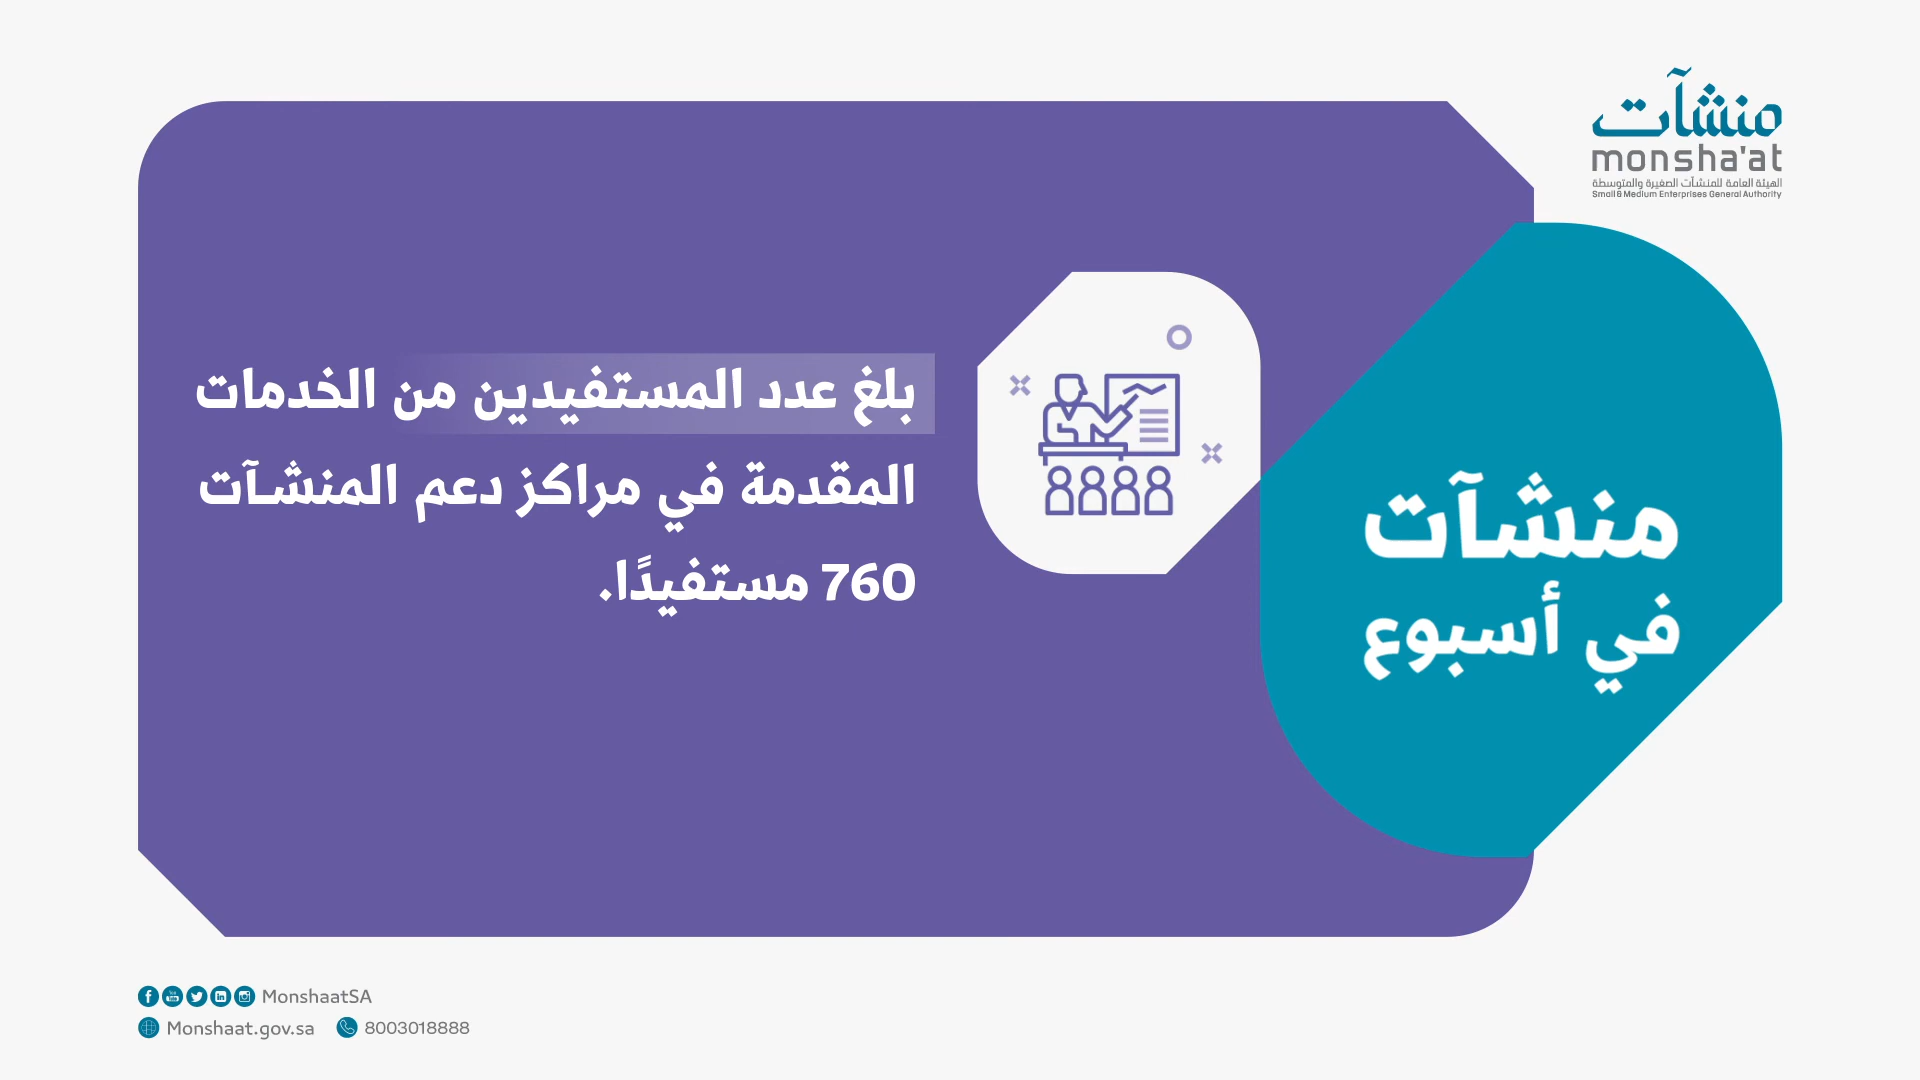 منشآت
monsha'at
الهيئة العامة للمنشآت الصغيرة والمتوسطة
Small & Medium Enterprises General Authority
منشآت
في أسبوع
بلغ عدد المستفيدين من الخدمات
المقدمة في مراكز دعم المنشآت
760 مستفيدًا.
MonshaatSA
Monshaat.gov.sa 8003018888